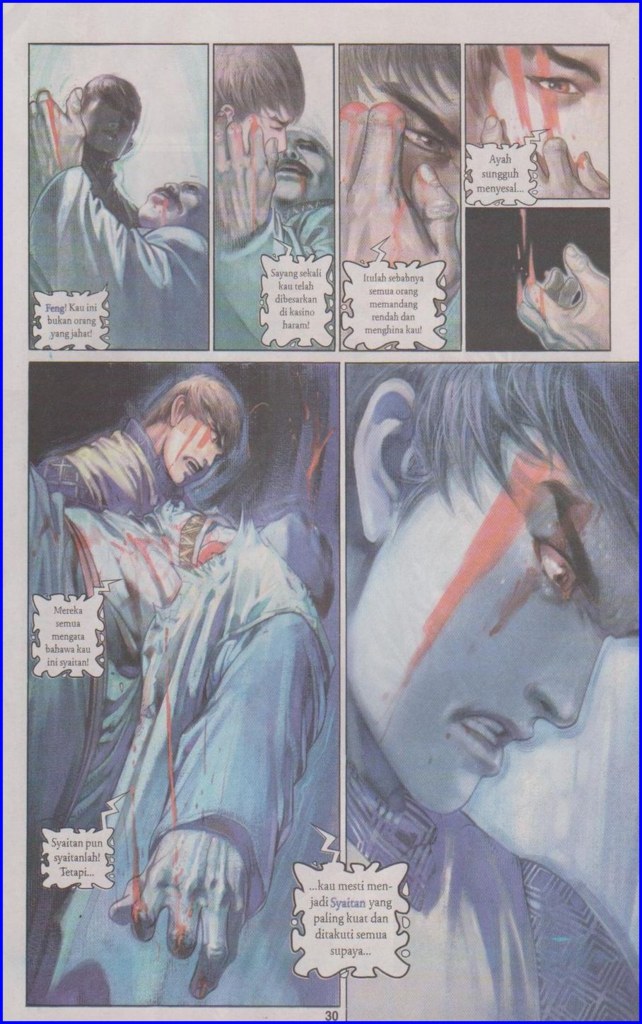 Feng! Kau ini
bukan orang
yang jahat!
Sayang sekali
kau telah
dibesarkan
di kasino
haram!
Itulah sebabnya
semua orang
memandang
rendah dan
menghina kau!
Ayah
sungguh
menyesal...
Mereka
semua
mengata
bahawa kau
ini syaitan!
Syaitan pun
syaitanlah!
Tetapi...
...kau mesti men-
jadi Syaitan yang
paling kuat dan
ditakuti semua
supaya...
30